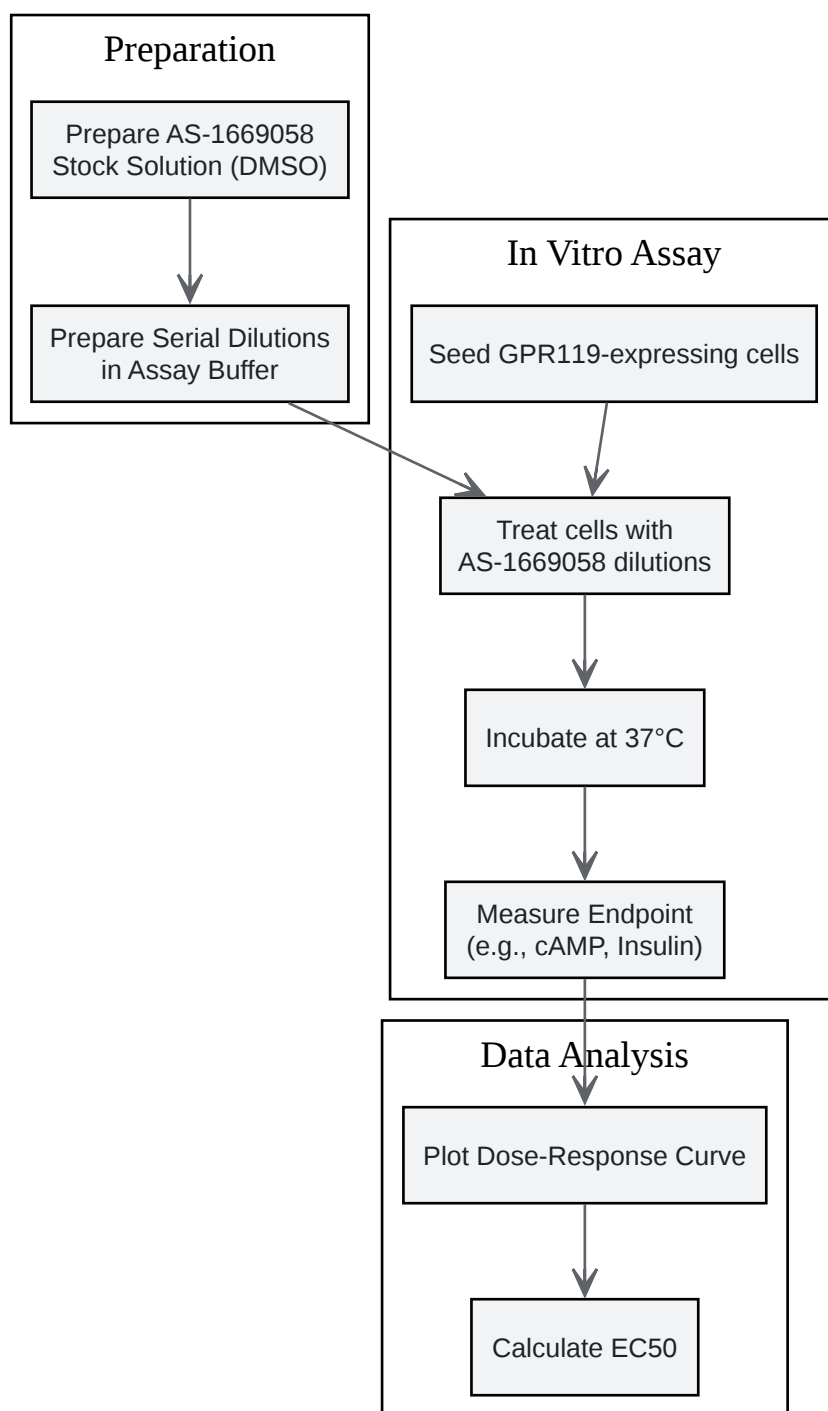 Preparation
Prepare AS-1669058
Stock Solution (DMSO)
Prepare Serial Dilutions
in Assay Buffer
In Vitro Assay
Seed GPR119-expressing cells
Treat cells with
AS-1669058 dilutions
Incubate at 37°C
Measure Endpoint
(e.g., cAMP, Insulin)
Data Analysis
Plot Dose-Response Curve
Calculate EC50